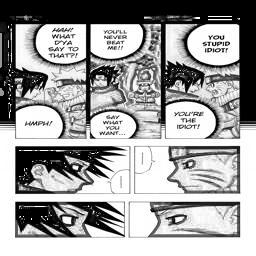 HAH!
WHAT
D'YA
SAY TO
THAT?!
HMPH!
YOU'LL
NEVER
BEAT
ME!!
SAY
WHAT
YOU
WANT...
YOU
STUPID
IDIOT!
YOU'RE
THE
IDIOT!